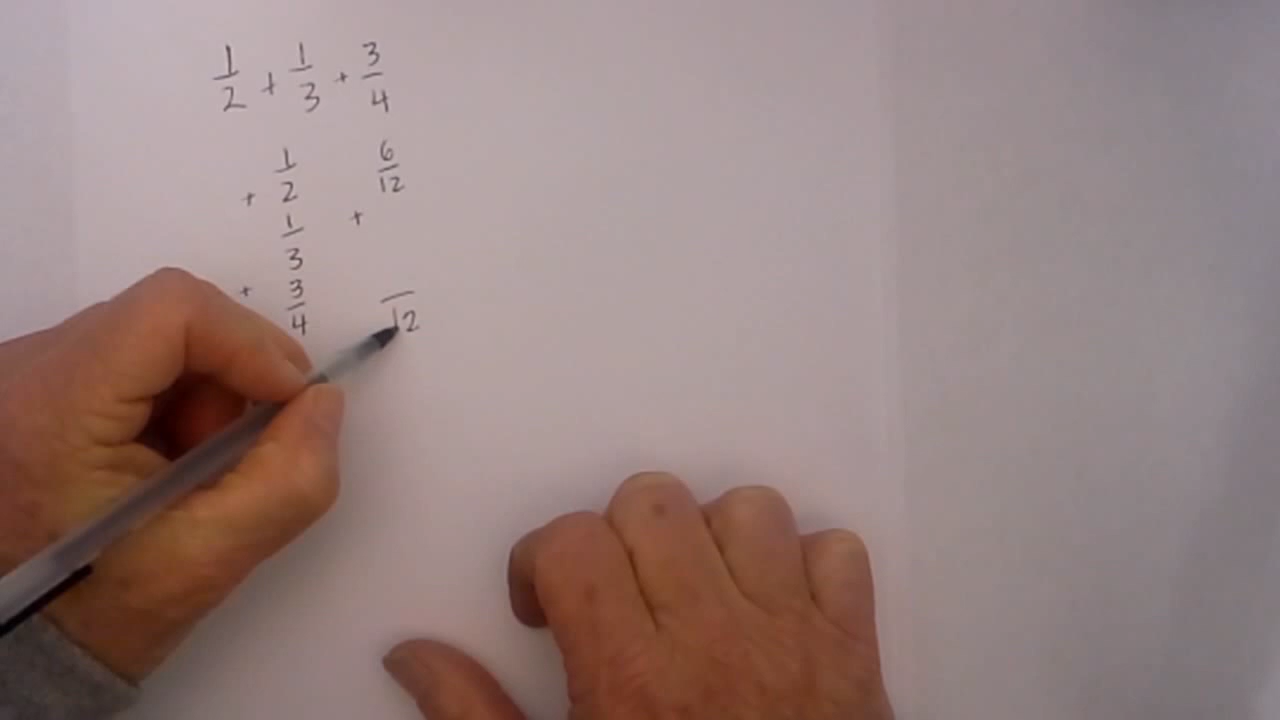 1/2 + 1/3 + 3/4
1/2 6/12
+ +
1/3
+ 3/4 /12